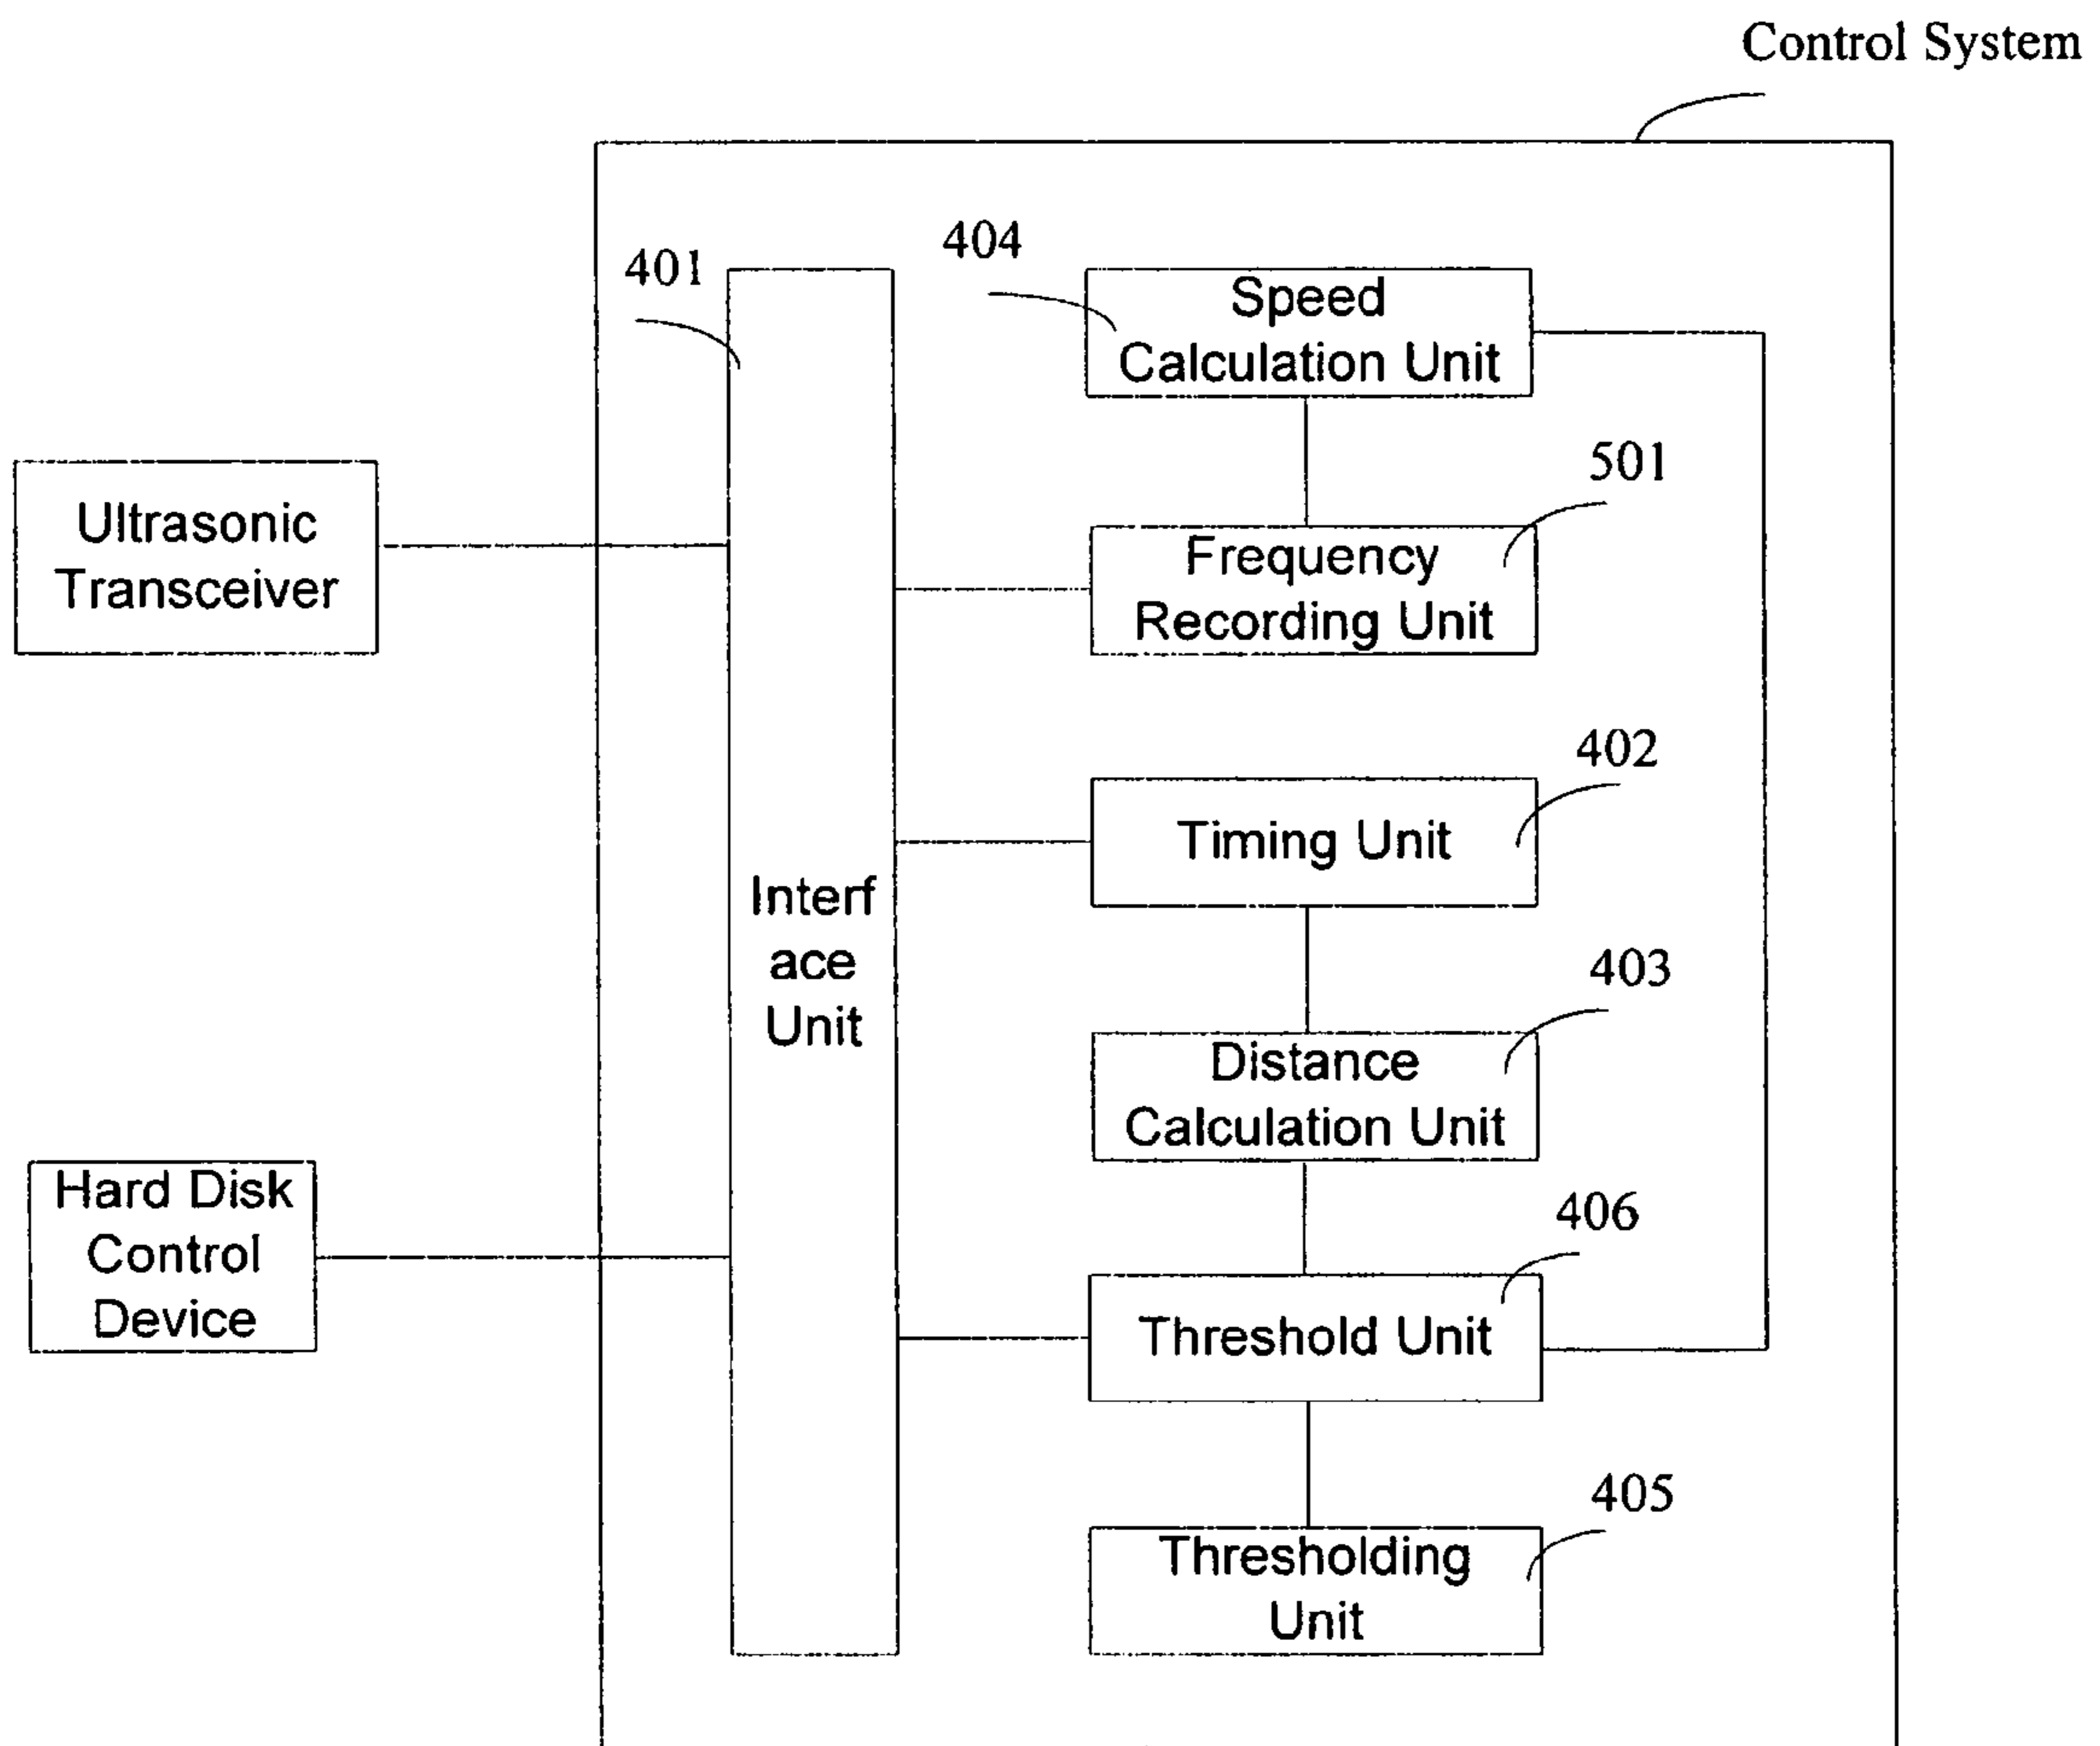 Control System
401
404
Speed
Calculation Unit
501
Ultrasonic
Transceiver
Frequency
Recording Unit
402
Timing Unit
Interf
ace
Unit
403
Distance
Calculation Unit
Hard Disk
Control
Device
406
Threshold Unit
405
Thresholding
Unit